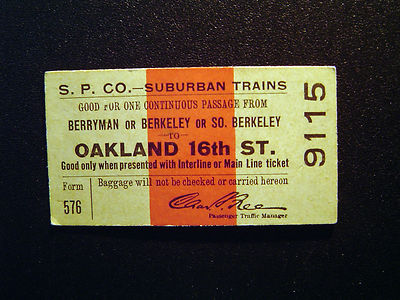 S. P. CO.—SUBURBAN TRAINS
GOOD FOR ONE CONTINUOUS PASSAGE FROM
BERRYMAN OR BERKELEY OR SO. BERKELEY
—TO—
OAKLAND 16th ST.
Good only when presented with Interline or Main Line ticket
Form
576
Baggage will not be checked or carried hereon
Passenger Traffic Manager
9115